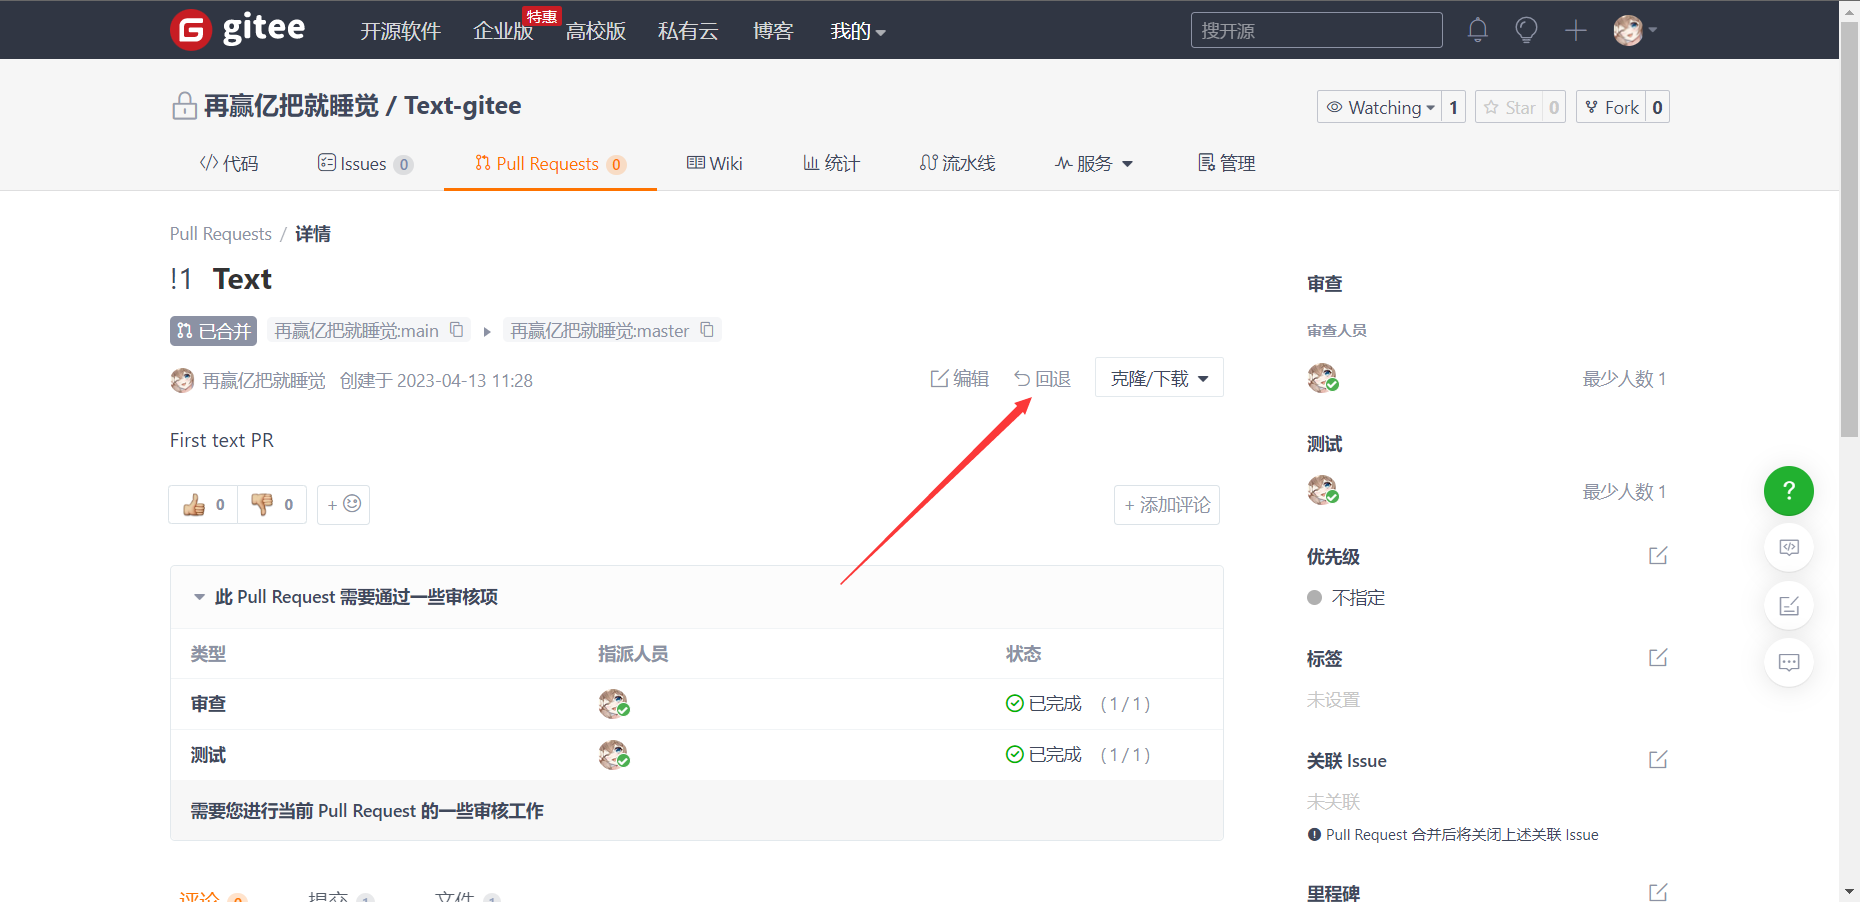 gitee 开源软件 企业版 特惠 高校版 私有云 博客 我的 搜开源
再赢亿把就睡觉 / Text-gitee Watching 1 Star 0 Fork 0
代码 Issues 0 Pull Requests 0 Wiki 统计 流水线 服务 管理
Pull Requests / 详情
!1 Text
已合并 再赢亿把就睡觉:main 再赢亿把就睡觉:master
再赢亿把就睡觉 创建于 2023-04-13 11:28 编辑 回退 克隆/下载
First text PR
0 0 + + 添加评论
此 Pull Request 需要通过一些审核项
类型 指派人员 状态
审查 已完成 (1/1)
测试 已完成 (1/1)
需要您进行当前 Pull Request 的一些审核工作
评论 0 提交 1 文件 1
审查
审查人员
最少人数 1
测试
最少人数 1
优先级
不指定
标签
未设置
关联 Issue
未关联
Pull Request 合并后将关闭上述关联 Issue
里程碑
?